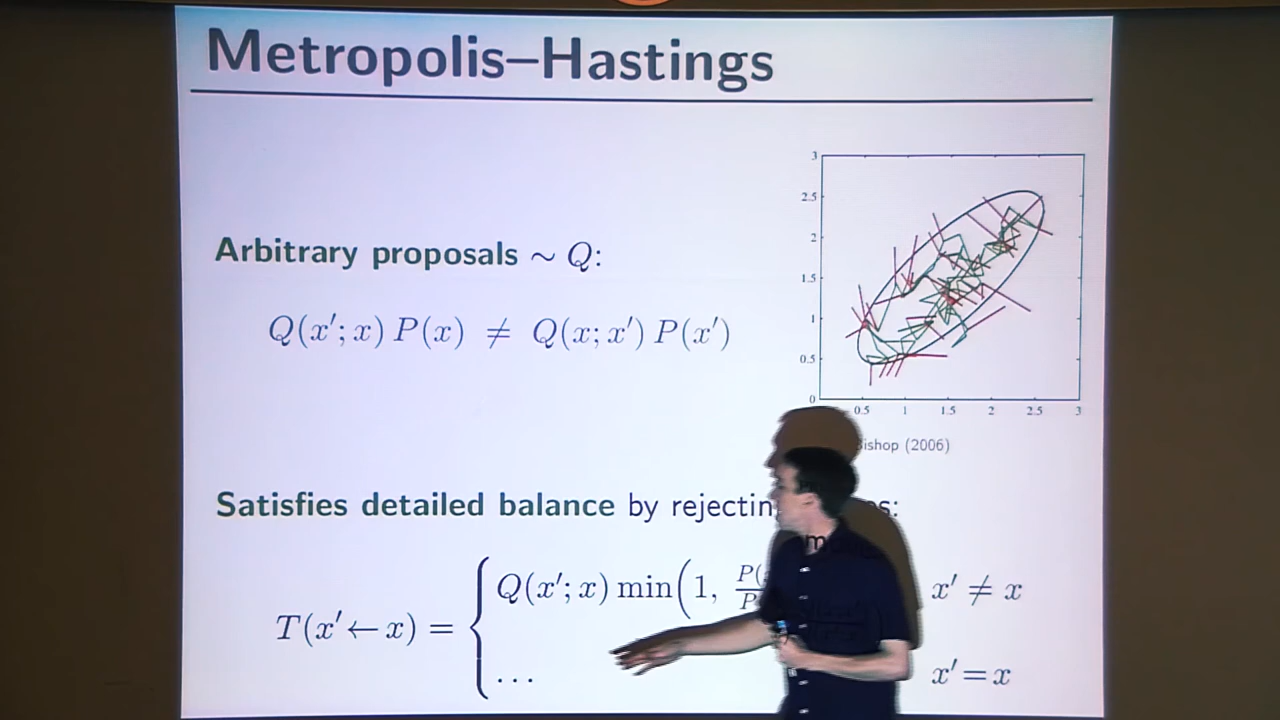 Metropolis–Hastings
Arbitrary proposals ∼ Q:
Q(x′; x) P(x) ≠ Q(x; x′) P(x′)
3
2.5
2
1.5
1
0.5
0
0.5 1 1.5 2 2.5 3
Bishop (2006)
Satisfies detailed balance by
T(x′ ← x) =
Q(x′; x) min(1,
x′ ≠ x
...
x′ = x